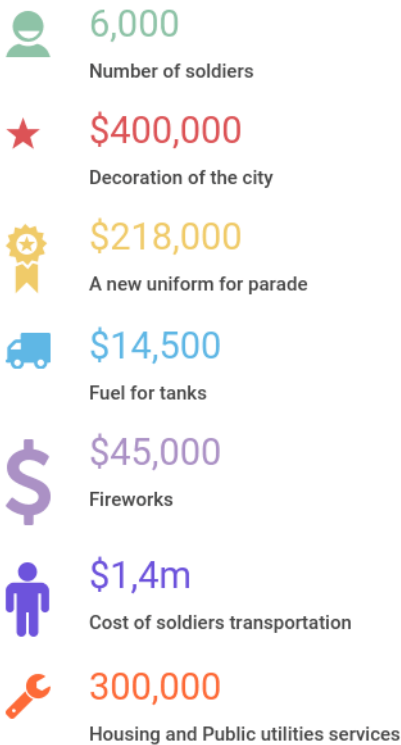 6,000
Number of soldiers
$400,000
Decoration of the city
$218,000
A new uniform for parade
$14,500
Fuel for tanks
$45,000
Fireworks
$1,4m
Cost of soldiers transportation
300,000
Housing and Public utilities services